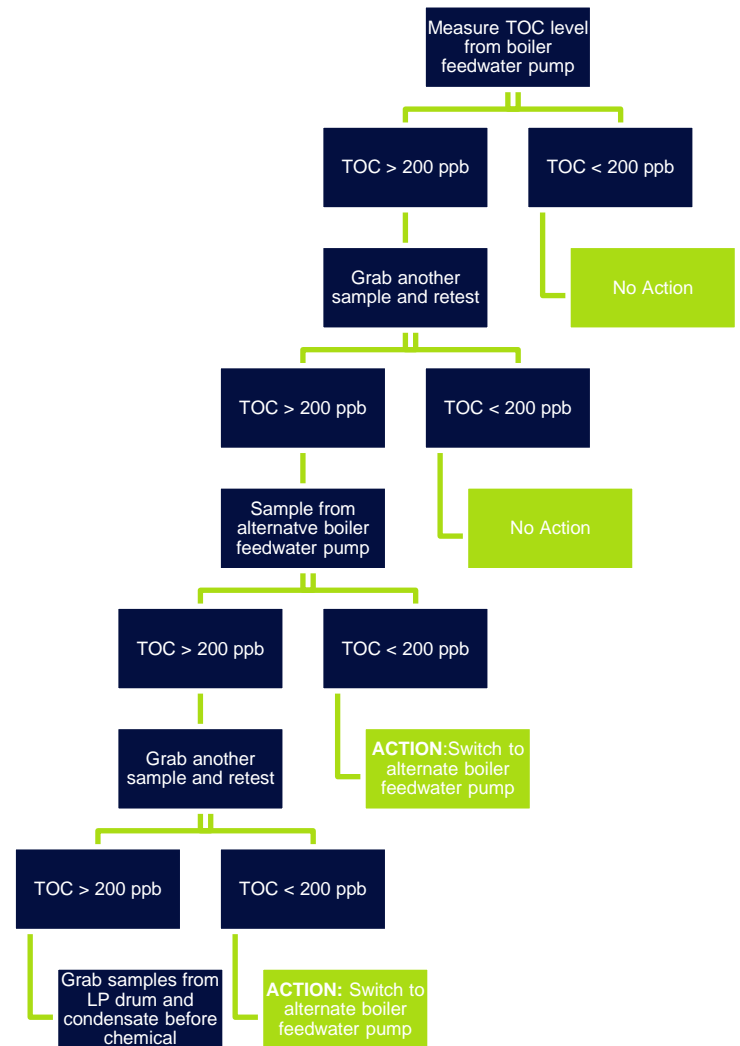 Measure TOC level
from boiler
feedwater pump
TOC > 200 ppb
TOC < 200 ppb
Grab another
sample and retest
No Action
TOC > 200 ppb
TOC < 200 ppb
Sample from
alternatve boiler
feedwater pump
No Action
TOC > 200 ppb
TOC < 200 ppb
Grab another
sample and retest
ACTION:Switch to
alternate boiler
feedwater pump
TOC > 200 ppb
TOC < 200 ppb
Grab samples from
LP drum and
condensate before
chemical
ACTION: Switch to
alternate boiler
feedwater pump